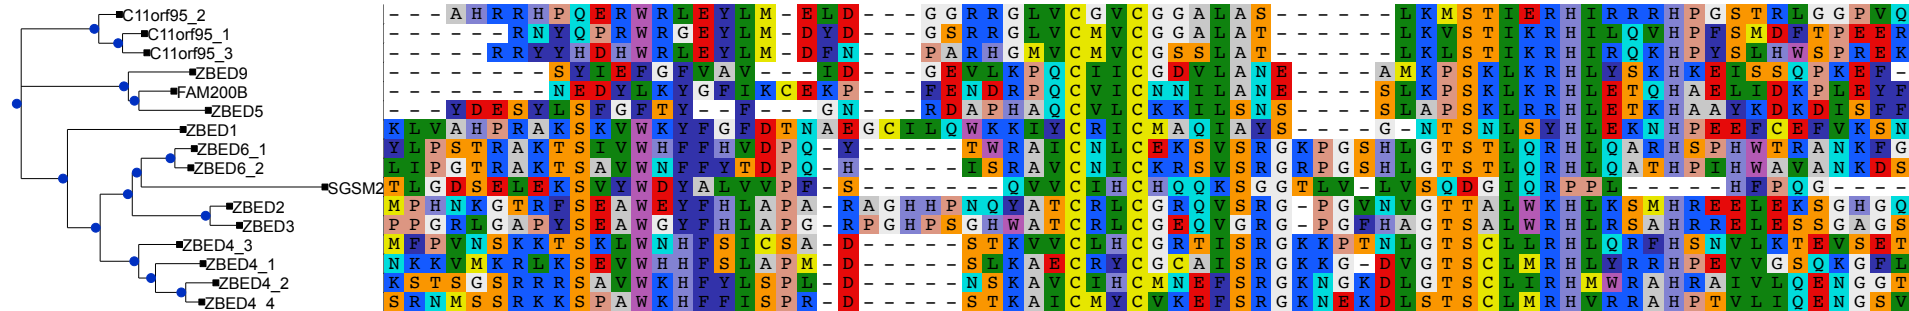 C11orf95_2 - - - A H R R H P Q E R W R L E Y L M - E L D - - - G G R R G L V C G V C G G A L A S - - - - - - L K M S T I E R H I R R R H P G S T R L G G P V Q
C11orf95_1 - - - - - - R N Y Q P R W R G E Y L M - D Y D - - - G S R R G L V C M V C G G A L A T - - - - - - L K V S T I K R H I L Q V H P F S M D F T P E E R
C11orf95_3 - - - - - R R Y Y H D H W R L E Y L M - D F N - - - P A R H G M V C M V C G S S L A T - - - - - - L K L S T I K R H I R Q K H P Y S L H W S P R E K
ZBED9 - - - - - - - - S Y I E F G F V A V - - - I D - - - G E V L K P Q C I I C G D V L A N E - - - - A M K P S K L K R H L Y S K H K E I S S Q P K E F -
FAM200B - - - - - - - - N E D Y L K Y G F I K C E K P - - - F E N D R P Q C V I C N N I L A N E - - - - S L K P S K L K R H L E T Q H A E L I D K P L E Y F
ZBED5 - - - Y D E S Y L S F G F T Y - - F - - - G N - - - R D A P H A Q C V L C K K I L S N S - - - - S L A P S K L K R H L E T K H A A Y K D K D I S F F
ZBED1 K L V A H P R A K S K V W K Y F G F D T N A E G C I L Q W K K I Y C R I C M A Q I A Y S - - - - G - N T S N L S Y H L E K N H P E E F C E F V K S N
ZBED6_1 Y L P S T R A K T S I V W H F F H V D P Q - Y - - - - - T W R A I C N L C E K S V S R G K P G S H L G T S T L Q R H L Q A R H S P H W T R A N K F G
ZBED6_2 L I P G T R A K T S A V W N F F Y T D P Q - H - - - - - I S R A V C N L C K R S V S R G K P G S H L G T S T L Q R H L Q A T H P I H W A V A N K D S
SGSM2 T L G D S E L E K S V Y W D Y A L V V P F - S - - - - - - - Q V V C I H C H Q Q K S G G T L V - L V S Q D G I Q R P P L - - - - - H F P Q G - - - -
ZBED2 M P H N K G T R F S E A W E Y F H L A P A - R A G H H P N Q Y A T C R L C G R Q V S R G - P G V N V G T T A L W K H L K S M H R E E L E K S G H G Q
ZBED3 P P G R L G A P Y S E A W G Y F H L A P G - R P G H P S G H W A T C R L C G E Q V G R G - P G F H A G T S A L W R H L R S A H R R E L E S S G A G S
ZBED4_3 M F P V N S K K T S K L W N H F S I C S A - D - - - - - S T K V V C L H C G R T I S R G K K P T N L G T S C L L R H L Q R F H S N V L K T E V S E T
ZBED4_1 N K K V M K R L K S E V W H H F S L A P M - D - - - - - S L K A E C R Y C G C A I S R G K K G - D V G T S C L M R H L Y R R H P E V V G S Q K G F L
ZBED4_2 K S T S G S R R R S A V W K H F Y L S P L - D - - - - - N S K A V C I H C M N E F S R G K N G K D L G T S C L I R H M W R A H R A I V L Q E N G G T
ZBED4_4 S R N M S S R K K S P A W K H F F I S P R - D - - - - - S T K A I C M Y C V K E F S R G K N E K D L S T S C L M R H V R R A H P T V L I Q E N G S V